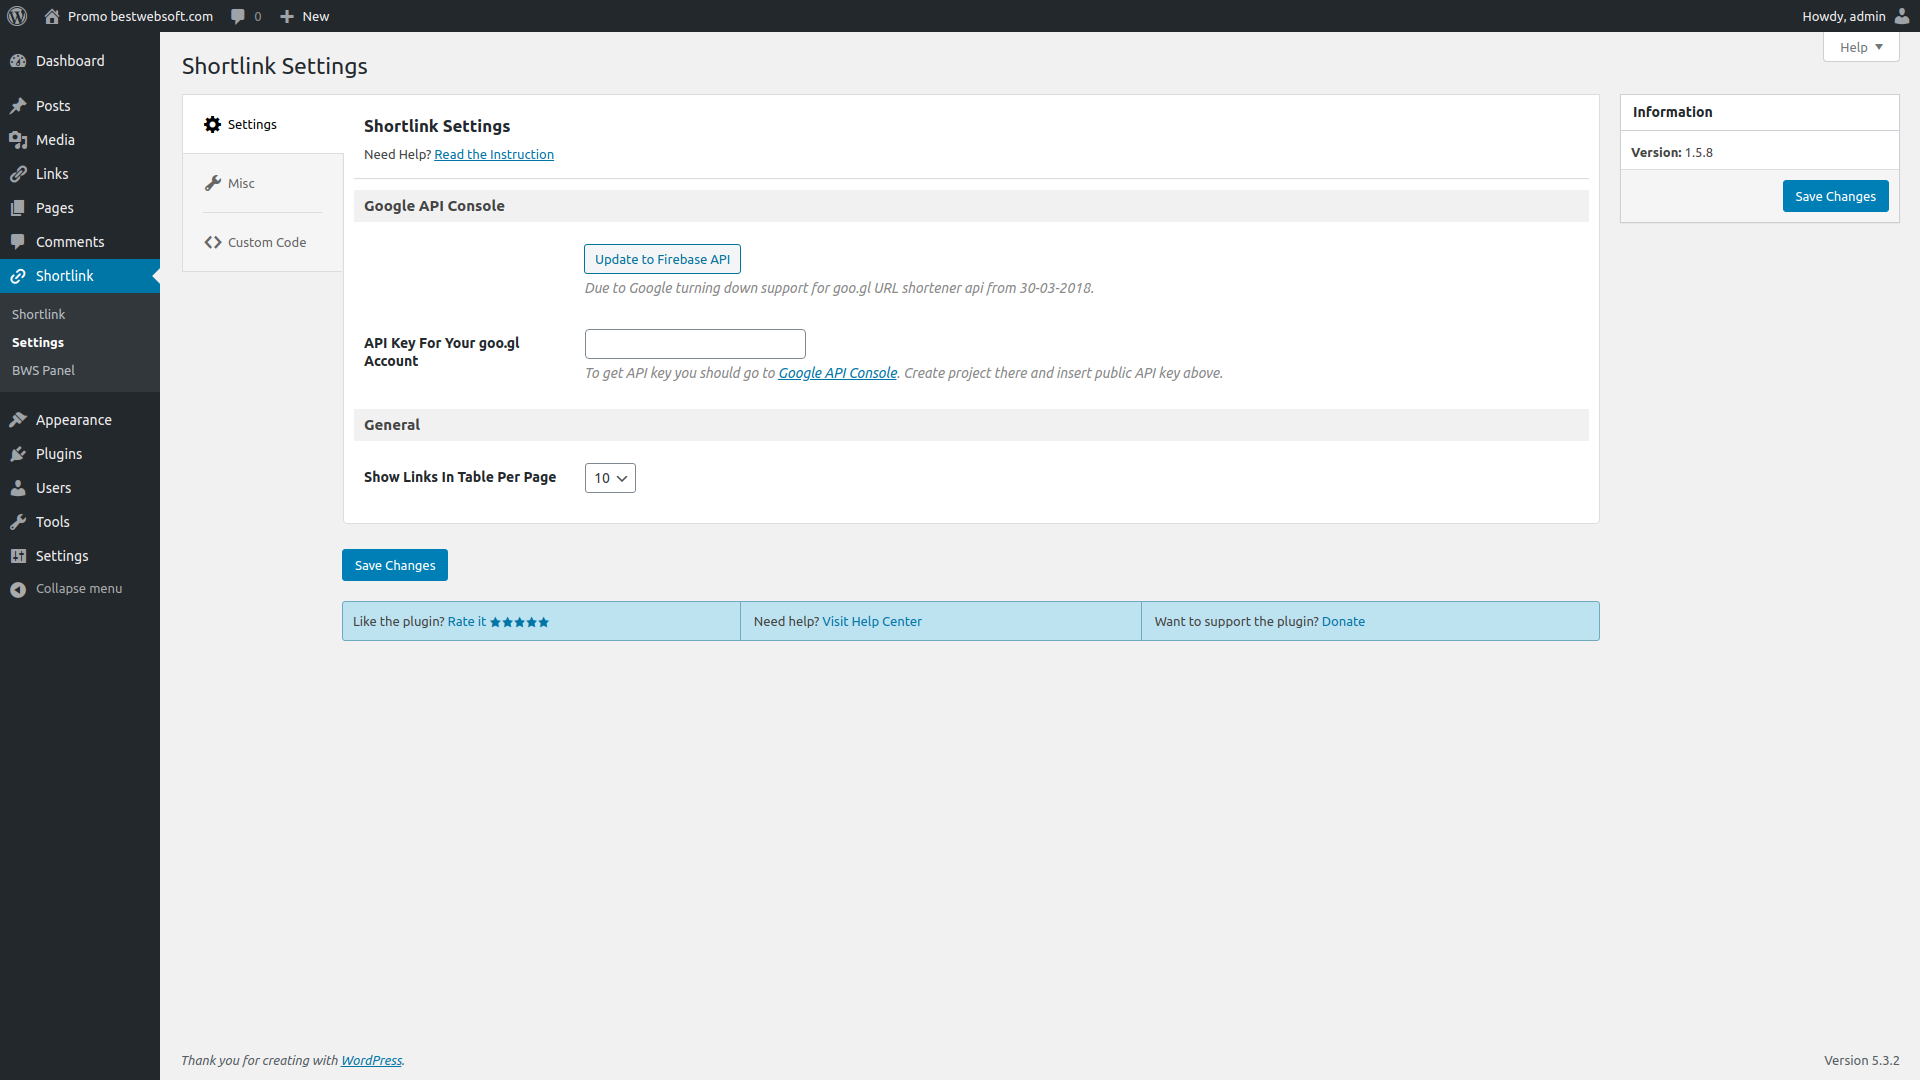 Promo bestwebsoft.com
0
New
Howdy, admin
Dashboard
Posts
Media
Links
Pages
Comments
Shortlink
Shortlink
Settings
BWS Panel
Appearance
Plugins
Users
Tools
Settings
Collapse menu
Help
Shortlink Settings
Settings
Misc
Custom Code
Shortlink Settings
Need Help? Read the Instruction
Google API Console
Update to Firebase API
Due to Google turning down support for goo.gl URL shortener api from 30-03-2018.
API Key For Your goo.gl
Account
To get API key you should go to Google API Console. Create project there and insert public API key above.
General
Show Links In Table Per Page
10
Save Changes
Like the plugin? Rate it ★★★★★
Need help? Visit Help Center
Want to support the plugin? Donate
Information
Version: 1.5.8
Save Changes
Thank you for creating with WordPress.
Version 5.3.2